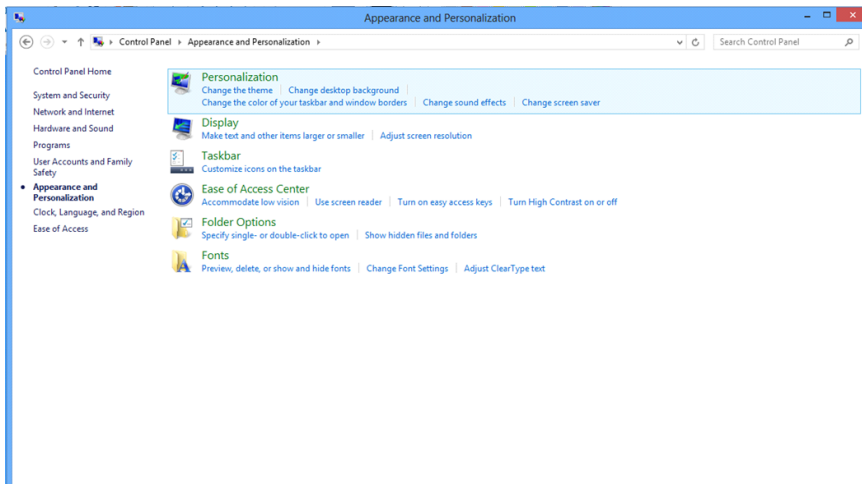 Appearance and Personalization
Control Panel Appearance and Personalization
Search Control Panel
Control Panel Home
System and Security
Network and Internet
Hardware and Sound
Programs
User Accounts and Family
Safety
Appearance and
Personalization
Clock, Language, and Region
Ease of Access
Personalization
Change the theme Change desktop background
Change the color of your taskbar and window borders Change sound effects Change screen saver
Display
Make text and other items larger or smaller Adjust screen resolution
Taskbar
Customize icons on the taskbar
Ease of Access Center
Accommodate low vision Use screen reader Turn on easy access keys Turn High Contrast on or off
Folder Options
Specify single- or double-click to open Show hidden files and folders
Fonts
Preview, delete, or show and hide fonts Change Font Settings Adjust ClearType text